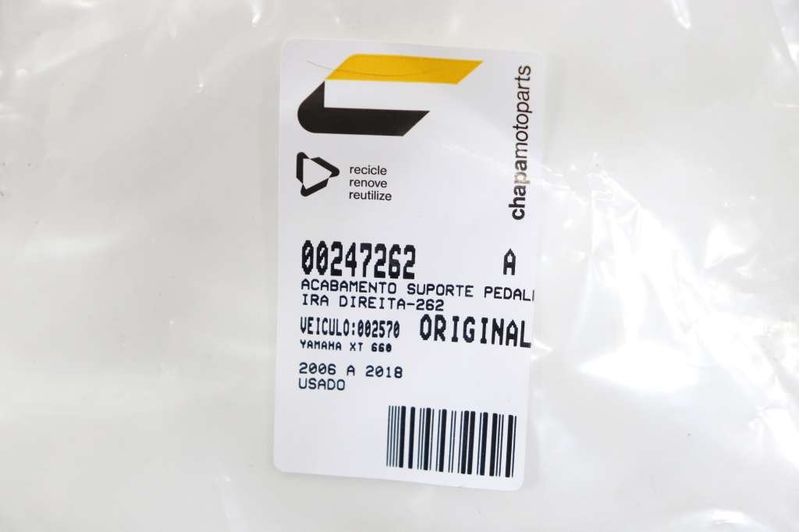 chapamotoparts
recicle
renove
reutilize
00247262 A
ACABAMENTO SUPORTE PEDALI
IRA DIREITA-262
VEICULO:002570 ORIGINAL
YAMAHA XT 660
2006 A 2018
USADO